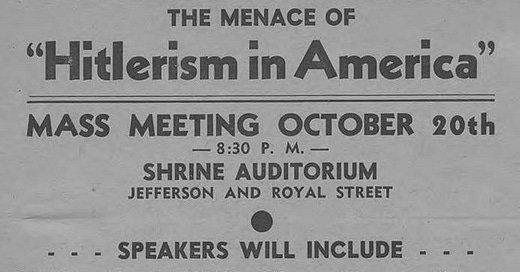 THE MENACE OF
“Hitlerism in America”
MASS MEETING OCTOBER 20th
— 8:30 P. M. —
SHRINE AUDITORIUM
JEFFERSON AND ROYAL STREET
- - - SPEAKERS WILL INCLUDE - - -